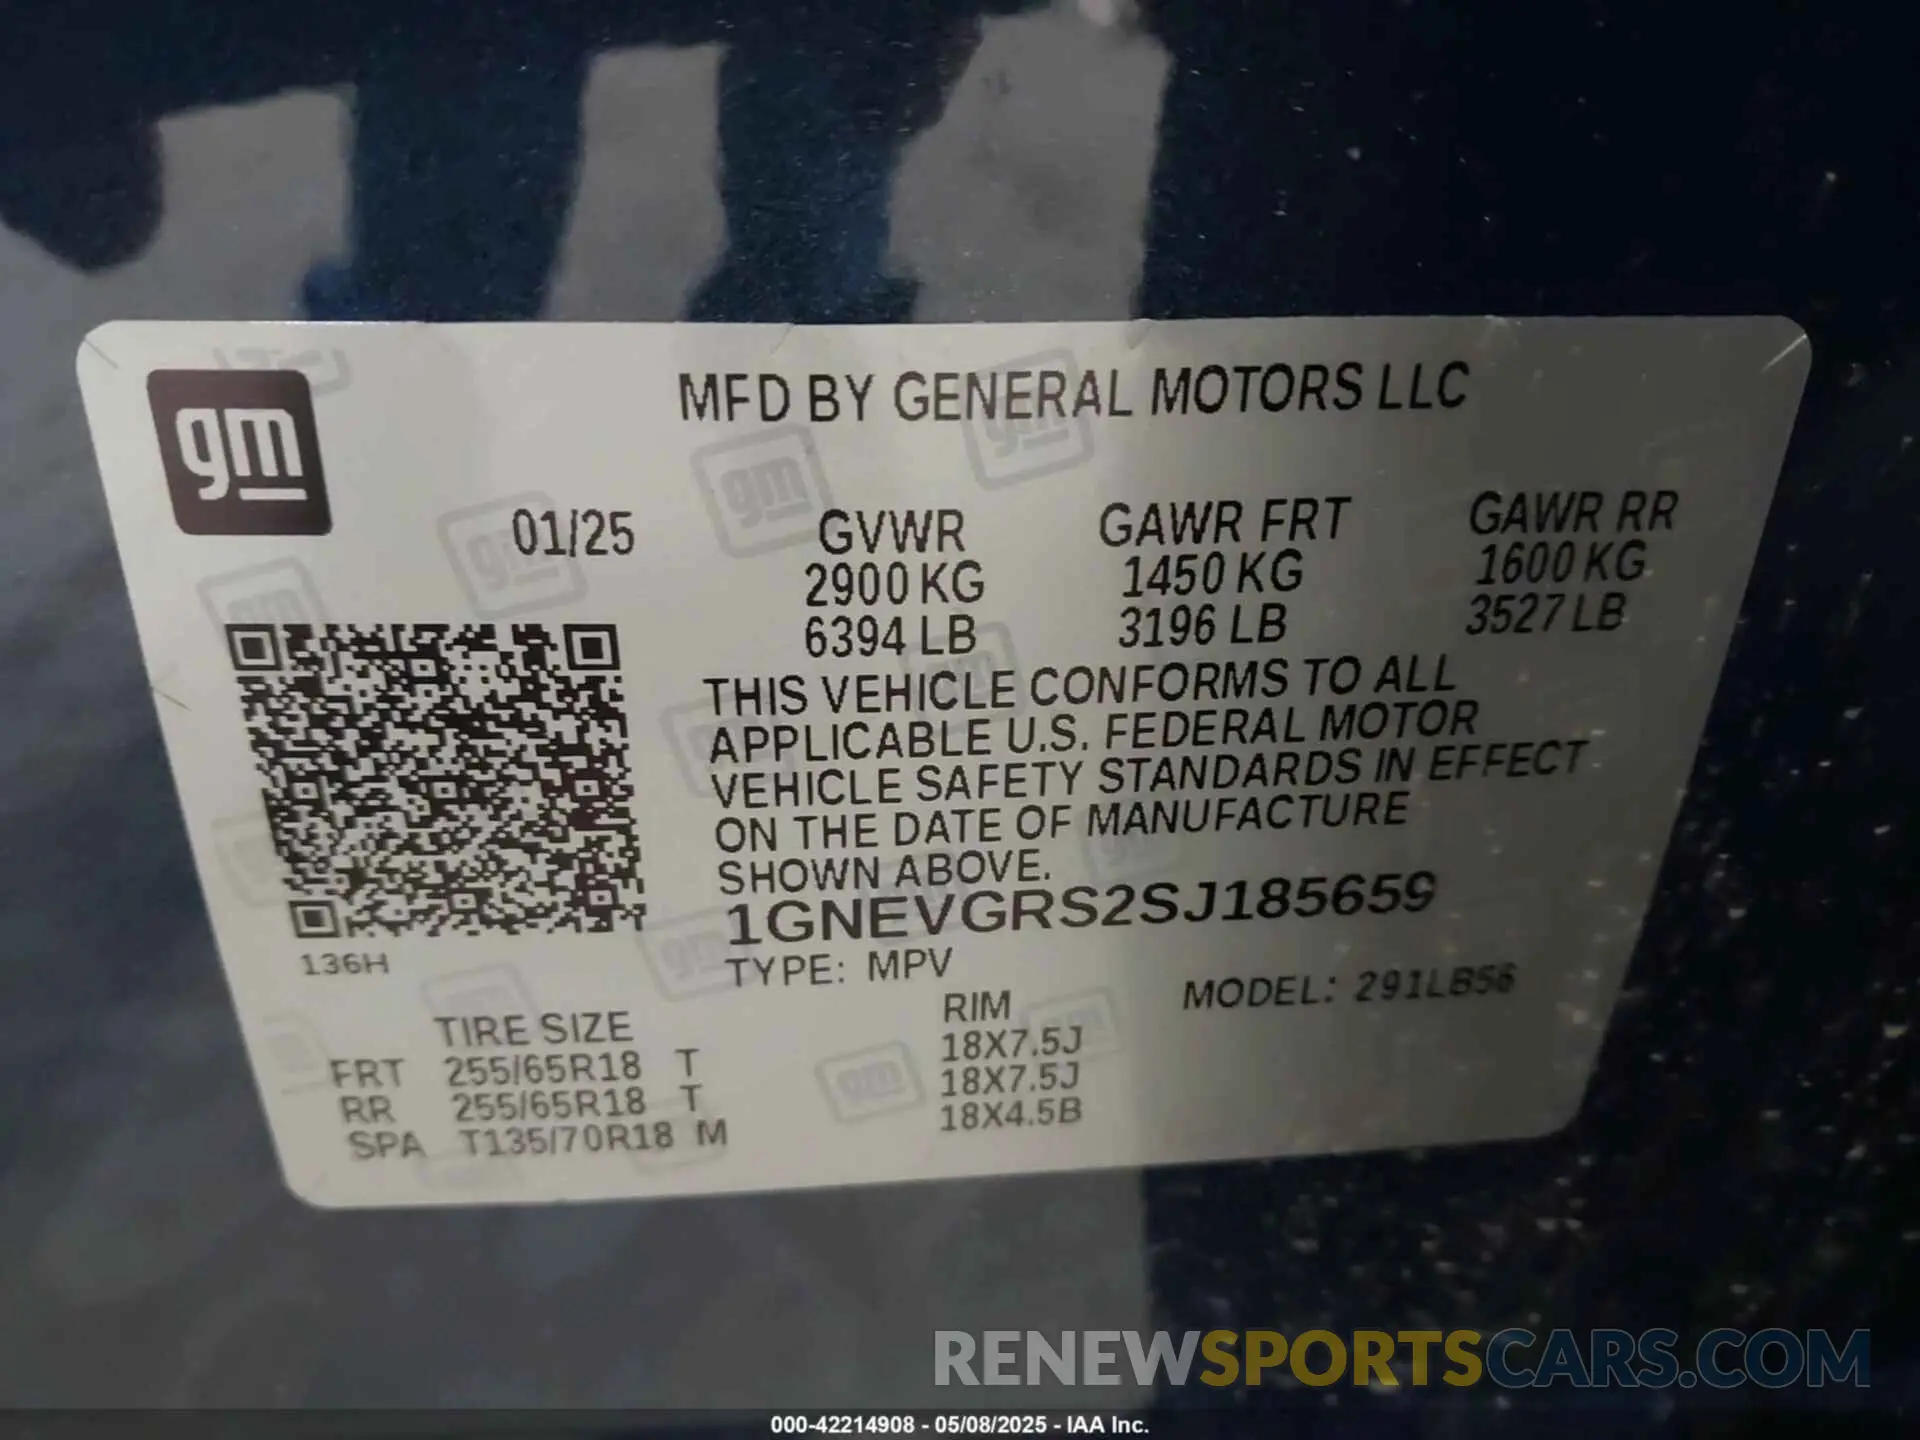 gm
MFD BY GENERAL MOTORS LLC
01/25
GVWR GAWR FRT GAWR RR
2900 KG 1450 KG 1600 KG
6394 LB 3196 LB 3527 LB
THIS VEHICLE CONFORMS TO ALL
APPLICABLE U.S. FEDERAL MOTOR
VEHICLE SAFETY STANDARDS IN EFFECT
ON THE DATE OF MANUFACTURE
SHOWN ABOVE.
1GNEVGRS2SJ185659
136H
TYPE: MPV MODEL: 291LB56
TIRE SIZE RIM
FRT 255/65R18 T 18X7.5J
RR 255/65R18 T 18X7.5J
SPA T135/70R18 M 18X4.5B
RENEWSPORTSCARS.COM
000-42214908 - 05/08/2025 - IAA Inc.